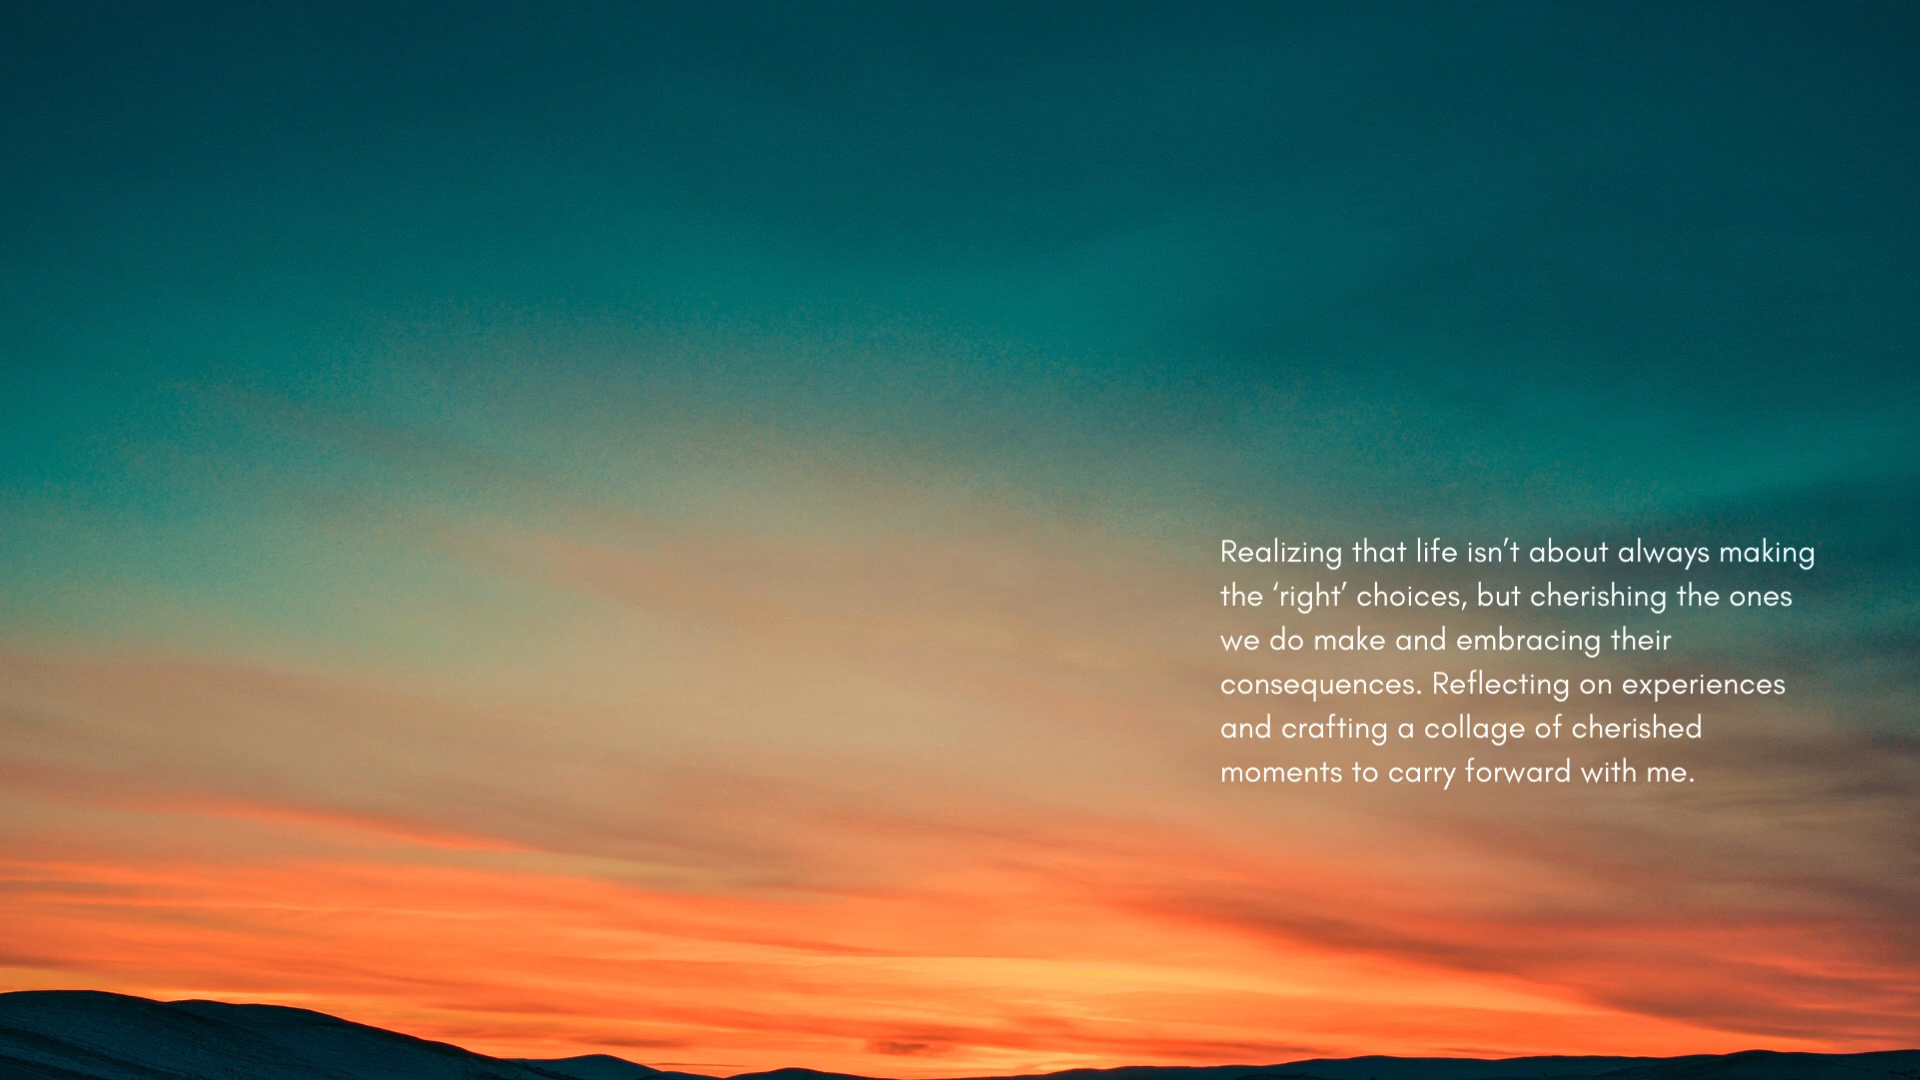 Realizing that life isn’t about always making
the ‘right’ choices, but cherishing the ones
we do make and embracing their
consequences. Reflecting on experiences
and crafting a collage of cherished
moments to carry forward with me.